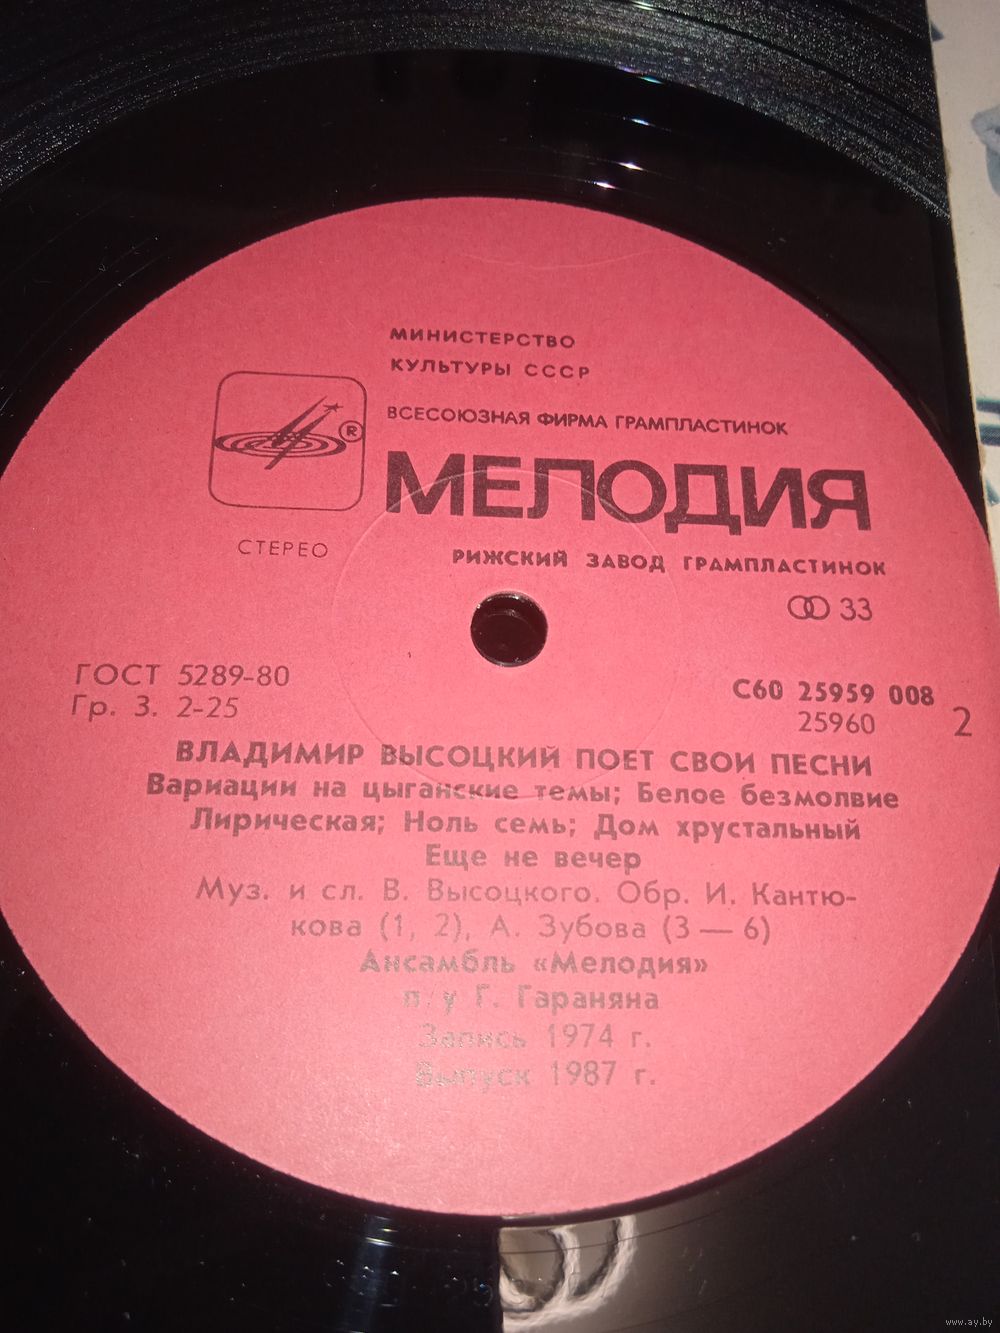 МИНИСТЕРСТВО
КУЛЬТУРЫ СССР
ВСЕСОЮЗНАЯ ФИРМА ГРАМПЛАСТИНОК
®
МЕЛОДИЯ
СТЕРЕО
РИЖСКИЙ ЗАВОД ГРАМПЛАСТИНОК
33
ГОСТ 5289-80
Гр. 3. 2-25
С60 25959 008
25960
2
ВЛАДИМИР ВЫСОЦКИЙ ПОЕТ СВОИ ПЕСНИ
Вариации на цыганские темы; Белое безмолвие
Лирическая; Ноль семь; Дом хрустальный
Еще не вечер
Муз. и сл. В. Высоцкого. Обр. И. Кантю-
кова (1, 2), А. Зубова (3 — 6)
Ансамбль «Мелодия»
п. у Г. Гараняна
Запись 1974 г.
Выпуск 1987 г.
www.ay.by